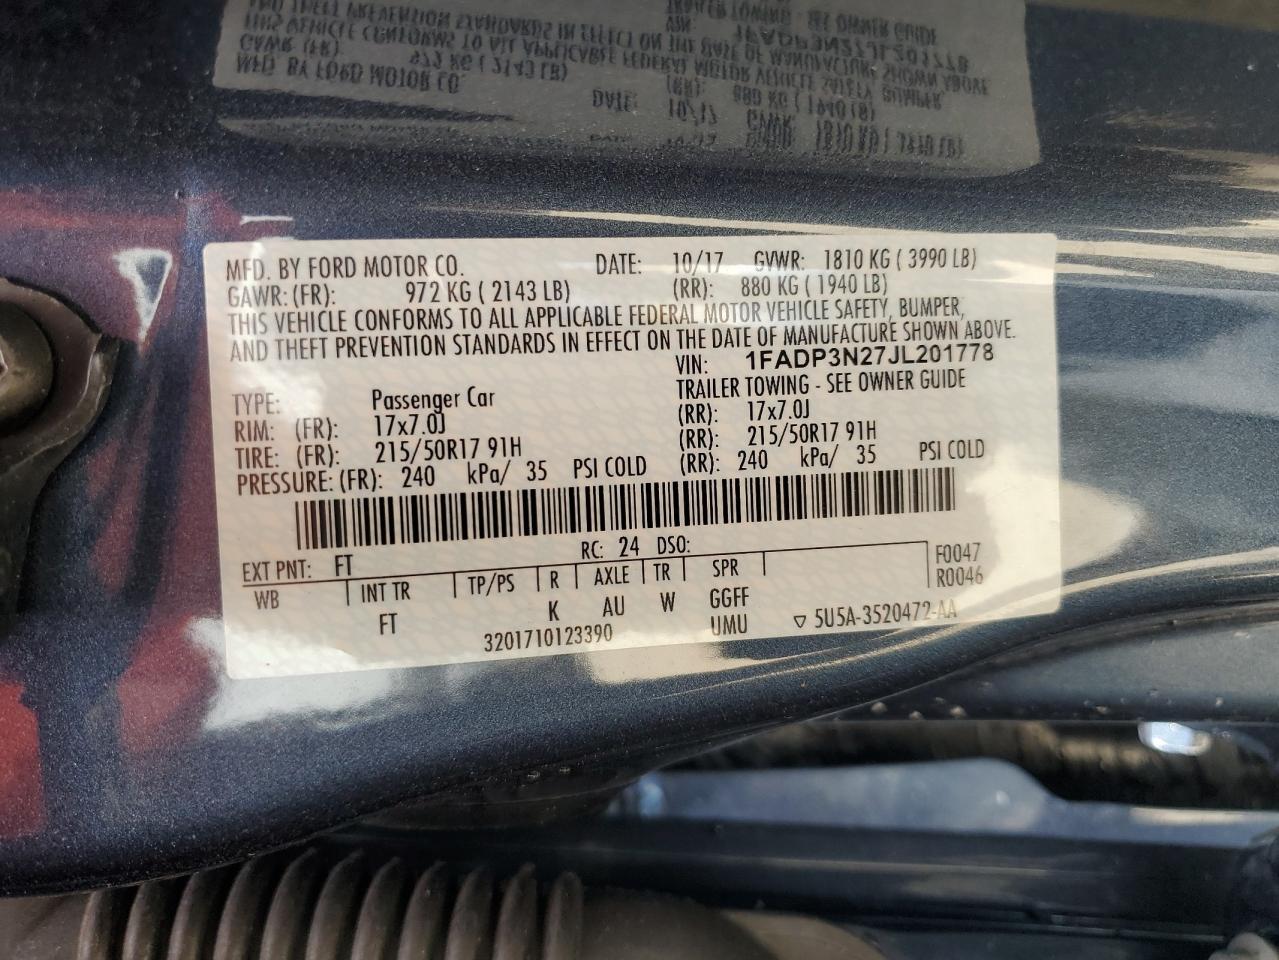 MFD. BY FORD MOTOR CO. DATE: 10/17 GVWR: 1810 KG ( 3990 LB)
GAWR: (FR): 972 KG ( 2143 LB) (RR): 880 KG ( 1940 LB)
THIS VEHICLE CONFORMS TO ALL APPLICABLE FEDERAL MOTOR VEHICLE SAFETY, BUMPER,
AND THEFT PREVENTION STANDARDS IN EFFECT ON THE DATE OF MANUFACTURE SHOWN ABOVE.
VIN: 1FADP3N27JL201778
TYPE: Passenger Car TRAILER TOWING - SEE OWNER GUIDE
RIM: (FR): 17x7.0J (RR): 17x7.0J
TIRE: (FR): 215/50R17 91H (RR): 215/50R17 91H
PRESSURE: (FR): 240 kPa/ 35 PSI COLD (RR): 240 kPa/ 35 PSI COLD
EXT PNT: FT RC: 24 DSO:
WB INT TR TP/PS R AXLE TR SPR F0047
R0046
FT K AU W GGFF
3201710123390 UMU ▽ 5U5A-3520472-AA